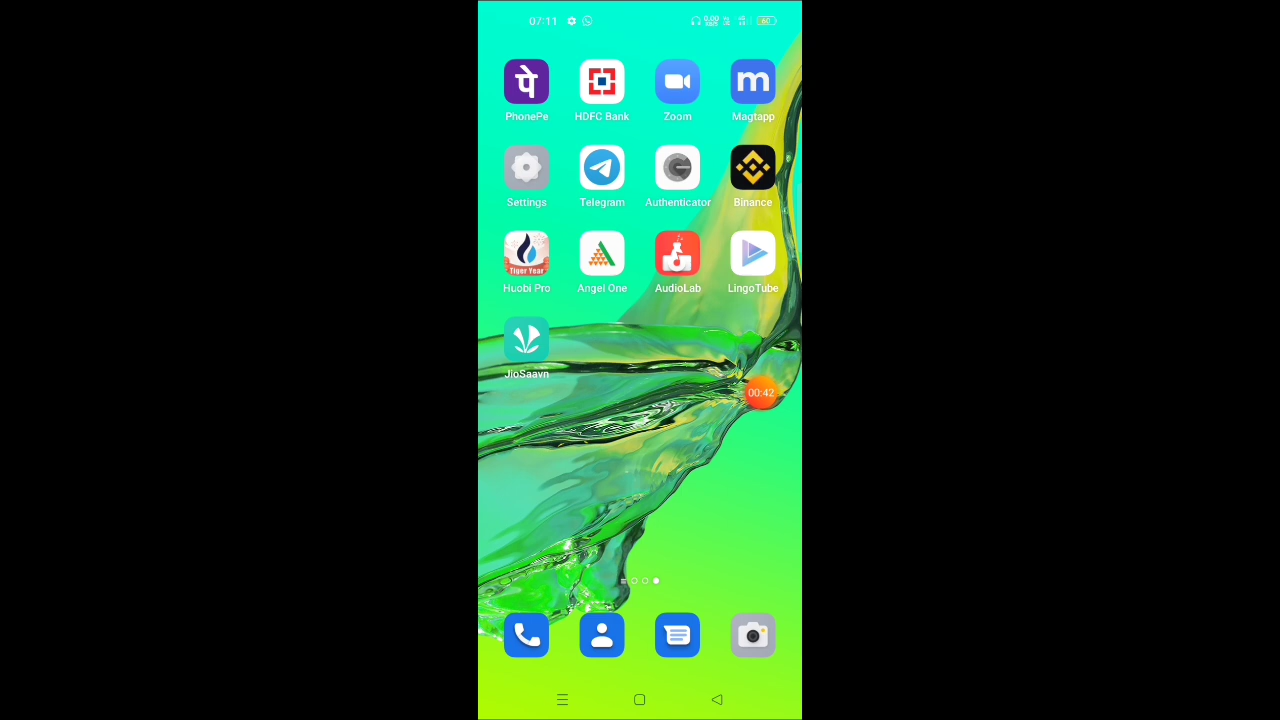 07:11 60
पे m
PhonePe HDFC Bank Zoom Magtapp
Settings Telegram Authenticator Binance
Tiger Year
Huobi Pro Angel One AudioLab LingoTube
JioSaavn
00:42